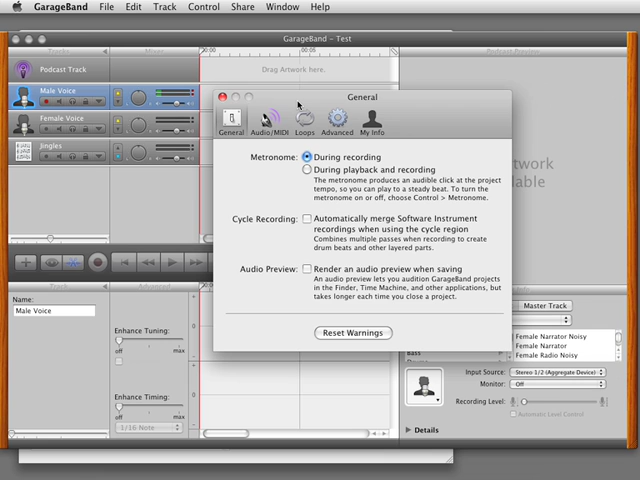 GarageBand File Edit Track Control Share Window Help
GarageBand – Test
Tracks Mixer 00:00 00:05 Podcast Preview
Podcast Track Drag Artwork here.
Male Voice
Female Voice
Jingles
General
General Audio/MIDI Loops Advanced My Info
Metronome: During recording
During playback and recording
The metronome produces an audible click at the project
tempo, so you can play to a steady beat. To turn the
metronome on or off, choose Control > Metronome.
Cycle Recording: Automatically merge Software Instrument
recordings when using the cycle region
Combines multiple passes when recording to create
drum beats and other layered parts.
Audio Preview: Render an audio preview when saving
An audio preview lets you audition GarageBand projects
in the Finder, Time Machine, and other applications, but
takes longer each time you close a project.
Reset Warnings
Name: Advanced
Male Voice
Enhance Tuning:
off max
Enhance Timing:
off max
1/16 Note
Master Track
Female Narrator Noisy
Female Narrator
Female Radio Noisy
Bass
Input Source: Stereo 1/2 (Aggregate Device)
Monitor: Off
Recording Level:
Automatic Level Control
Details